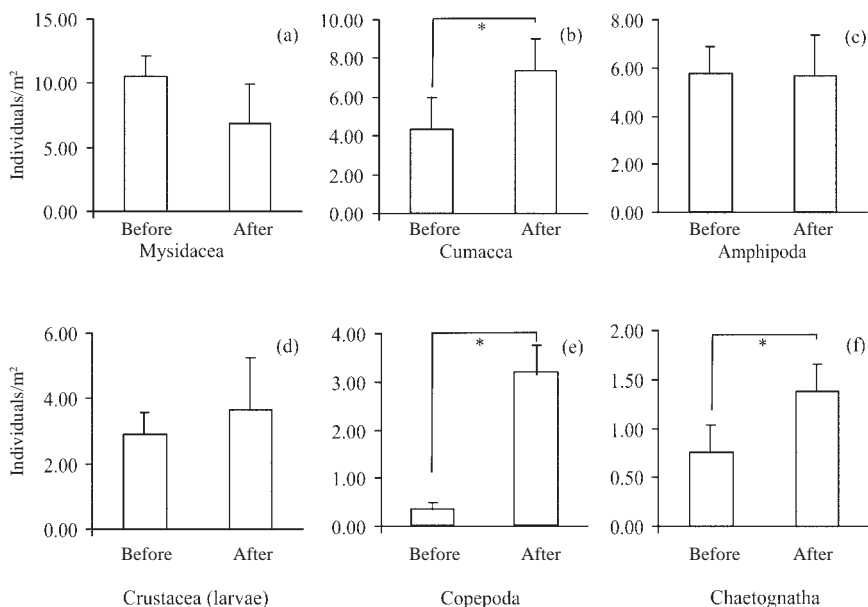 Individuals/m²
15.00
10.00
5.00
0.00
(a)
Before After
Mysidacea
10.00
8.00
6.00
4.00
2.00
0.00
*
(b)
Before After
Cumacca
8.00
6.00
4.00
2.00
0.00
(c)
Before After
Amphipoda
Individuals/m²
6.00
4.00
2.00
0.00
(d)
Before After
Crustacea (larvae)
4.00
3.00
2.00
1.00
0.00
*
(e)
Before After
Copepoda
2.00
1.50
1.00
0.50
0.00
*
(f)
Before After
Chaetognatha